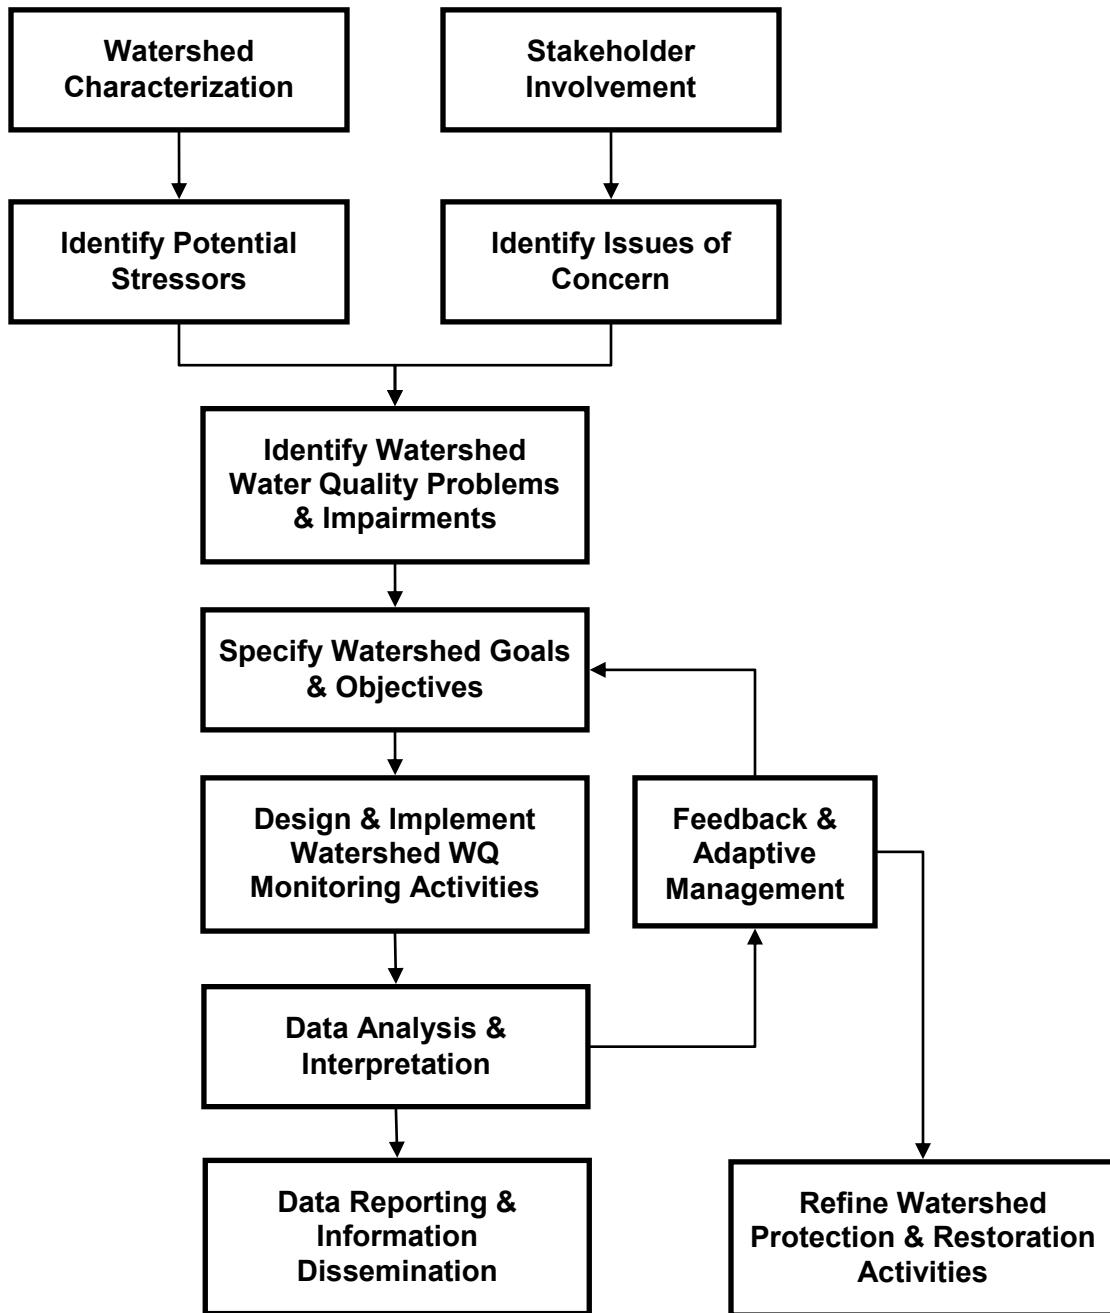 Watershed
Characterization
Stakeholder
Involvement
Identify Potential
Stressors
Identify Issues of
Concern
Identify Watershed
Water Quality Problems
& Impairments
Specify Watershed Goals
& Objectives
Design & Implement
Watershed WQ
Monitoring Activities
Feedback &
Adaptive
Management
Data Analysis &
Interpretation
Data Reporting &
Information
Dissemination
Refine Watershed
Protection & Restoration
Activities